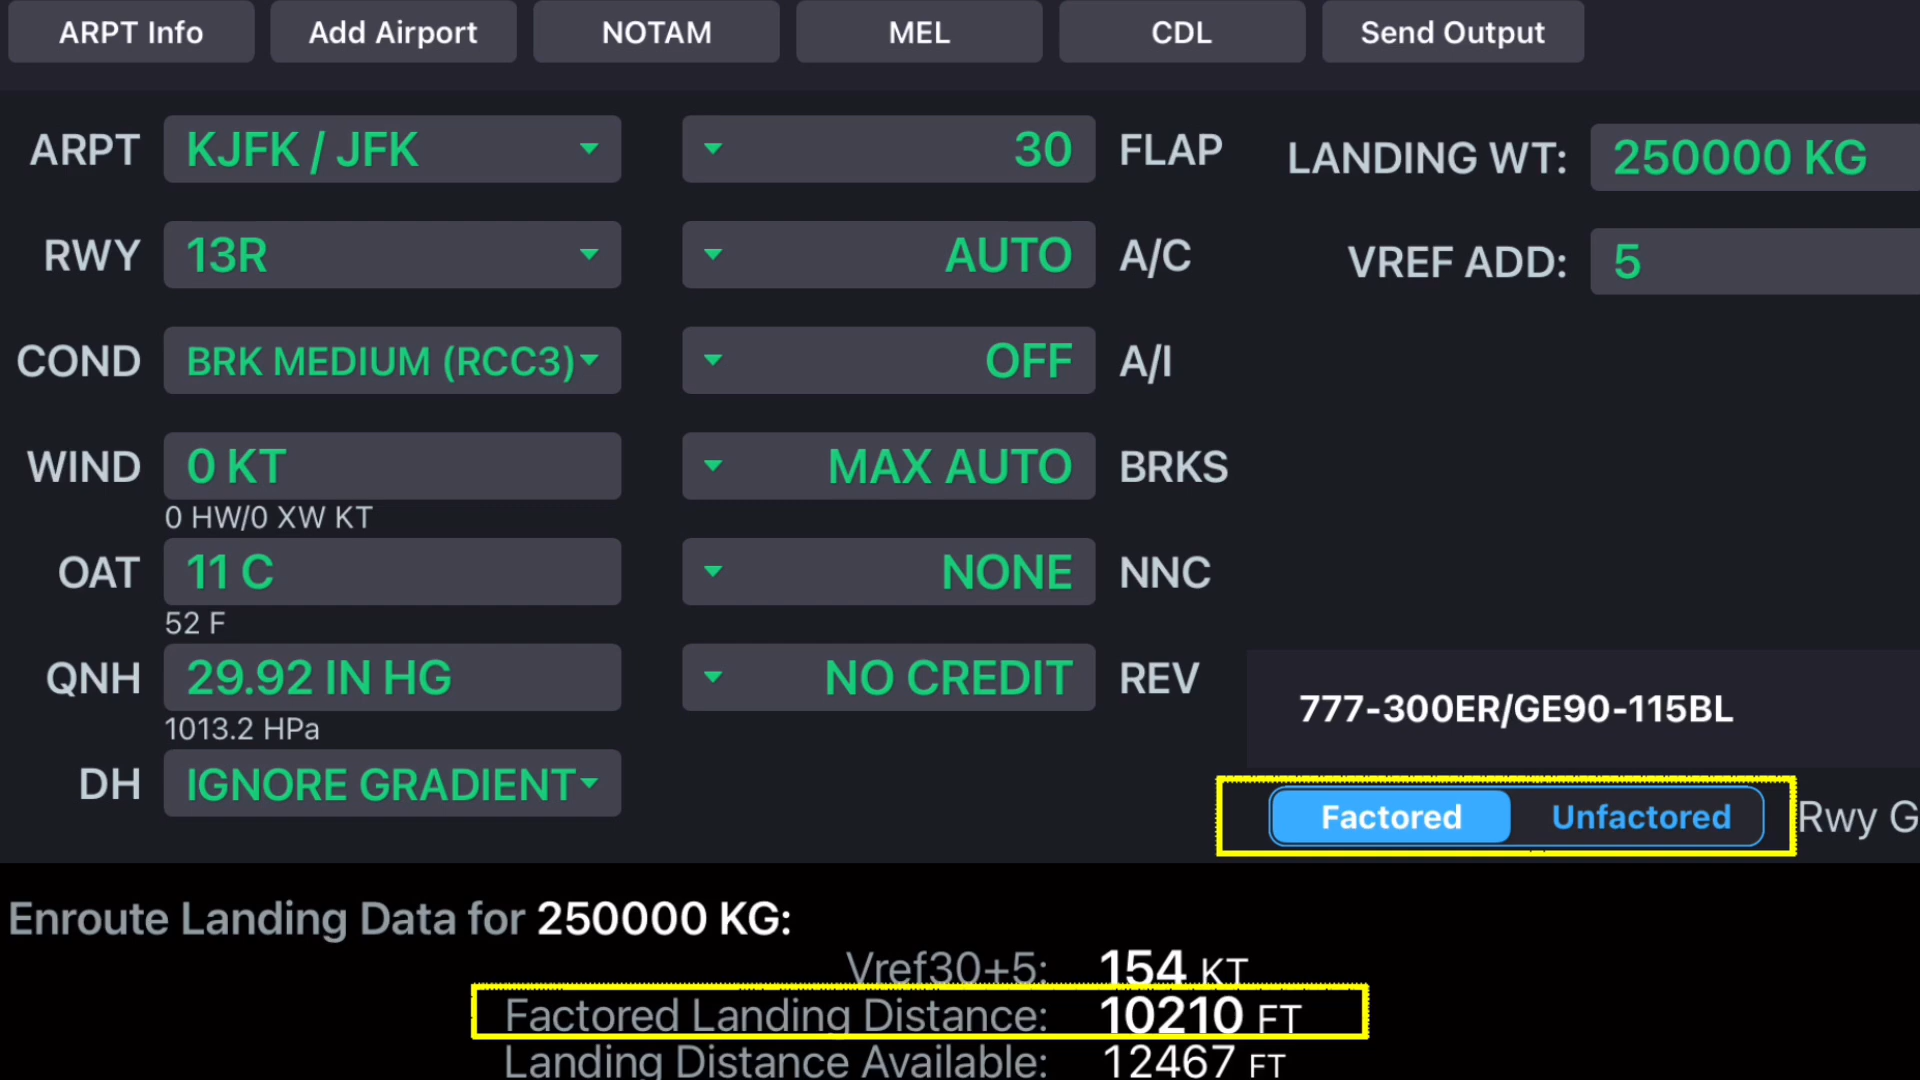 ARPT Info Add Airport NOTAM MEL CDL Send Output
ARPT KJFK / JFK 30 FLAP LANDING WT: 250000 KG
RWY 13R AUTO A/C VREF ADD: 5
COND BRK MEDIUM (RCC3) OFF A/I
WIND 0 KT MAX AUTO BRKS
0 HW/0 XW KT
OAT 11 C NONE NNC
52 F
QNH 29.92 IN HG NO CREDIT REV
777-300ER/GE90-115BL
1013.2 HPa
DH IGNORE GRADIENT
Factored Unfactored Rwy G
Enroute Landing Data for 250000 KG:
Vref30+5: 154 KT
Factored Landing Distance: 10210 FT
Landing Distance Available: 12467 FT